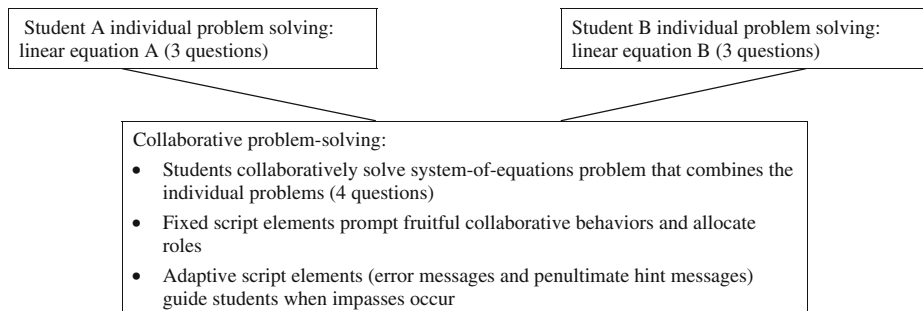 Student A individual problem solving:
linear equation A (3 questions)
Student B individual problem solving:
linear equation B (3 questions)
Collaborative problem-solving:
• Students collaboratively solve system-of-equations problem that combines the
individual problems (4 questions)
• Fixed script elements prompt fruitful collaborative behaviors and allocate
roles
• Adaptive script elements (error messages and penultimate hint messages)
guide students when impasses occur